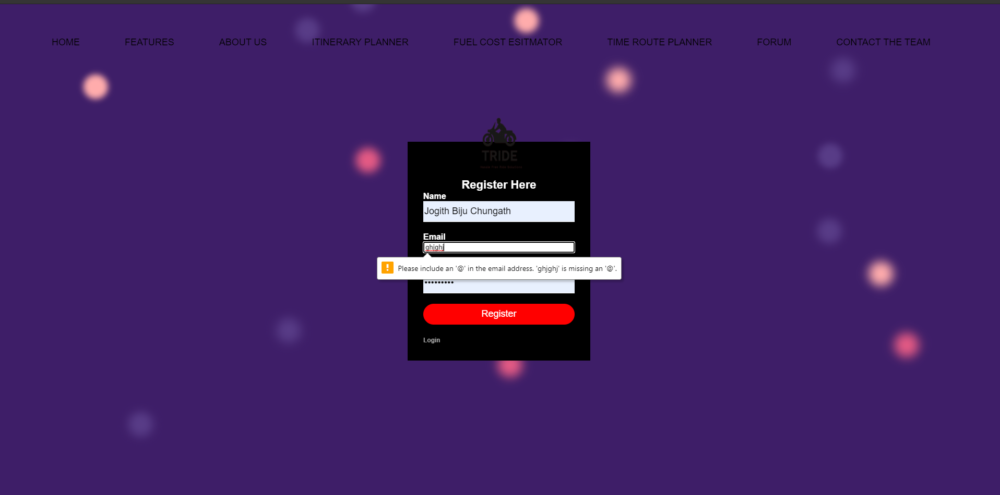 HOME FEATURES ABOUT US ITINERARY PLANNER FUEL COST ESITMATOR TIME ROUTE PLANNER FORUM CONTACT THE TEAM
TRIDE
Register Here
Name
Jogith Biju Chungath
Email
ghjghj
Please include an '@' in the email address. 'ghjghj' is missing an '@'.
•••••••••
Register
Login